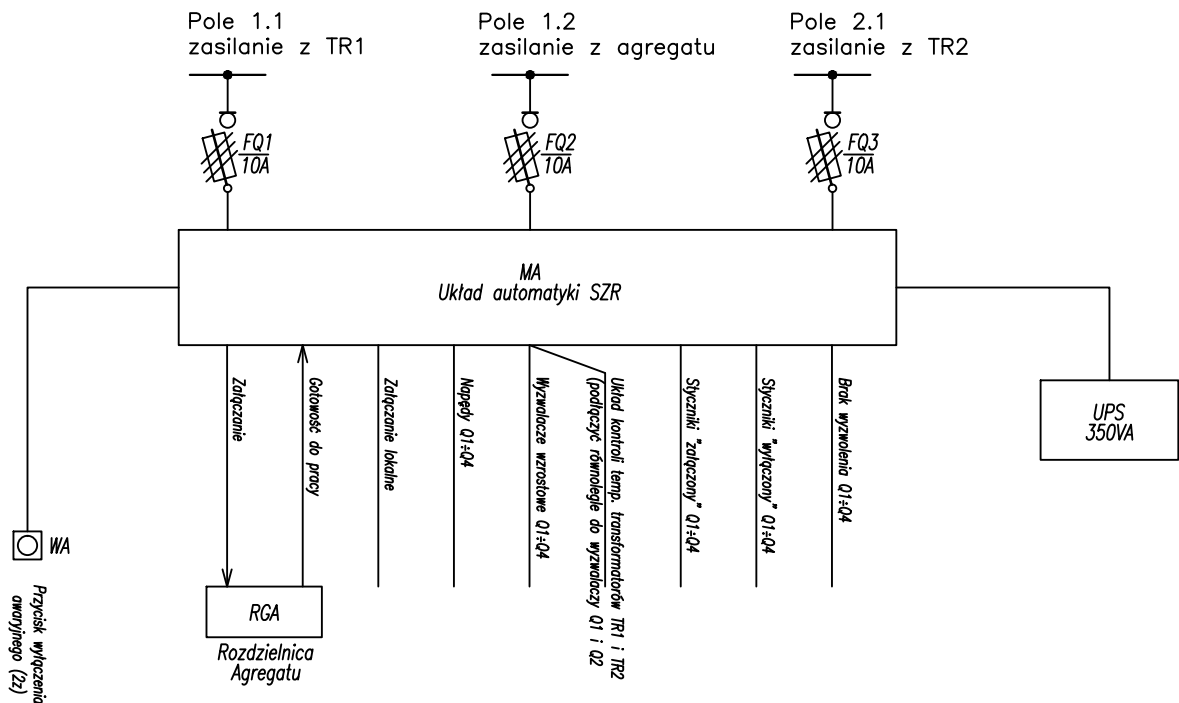 Pole 1.1
zasilanie z TR1
Pole 1.2
zasilanie z agregatu
Pole 2.1
zasilanie z TR2
FQ1
10A
FQ2
10A
FQ3
10A
MA
Układ automatyki SZR
Załączanie
Gotowość do pracy
Załączanie lokalne
Napędy Q1÷Q4
Wyzwalacze wzrostowe Q1÷Q4
Układ kontroli temp. transformatorów TR1 i TR2
(podłączyć równolegle do wyzwalaczy Q1 i Q2
Styczniki "załączony" Q1÷Q4
Styczniki "wyłączony" Q1÷Q4
Brak wyzwolenia Q1÷Q4
UPS
350VA
WA
Przycisk wyłączenia
awaryjnego (2z)
RGA
Rozdzielnica
Agregatu